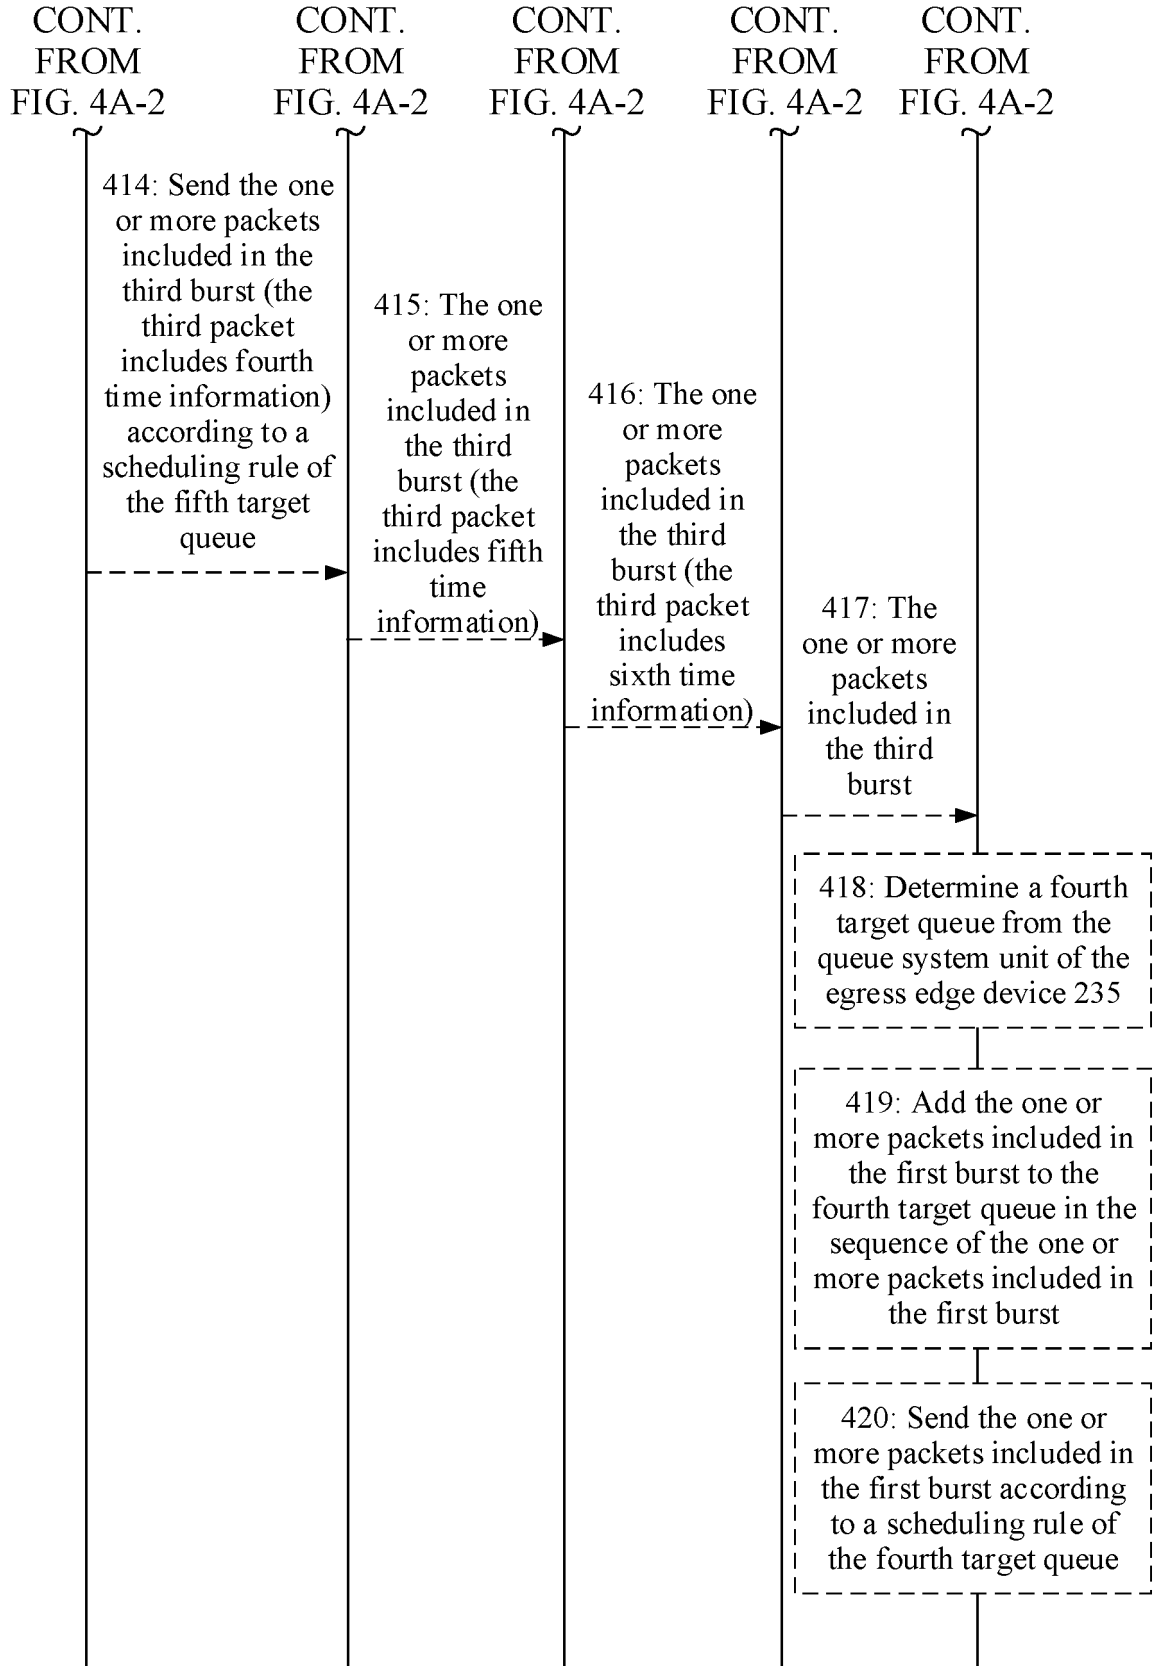 CONT.
FROM
FIG. 4A-2
CONT.
FROM
FIG. 4A-2
CONT.
FROM
FIG. 4A-2
CONT.
FROM
FIG. 4A-2
CONT.
FROM
FIG. 4A-2
414: Send the one
or more packets
included in the
third burst (the
third packet
includes fourth
time information)
according to a
scheduling rule of
the fifth target
queue
415: The one
or more
packets
included in
the third
burst (the
third packet
includes fifth
time
information)
416: The one
or more
packets
included in
the third
burst (the
third packet
includes
sixth time
information)
417: The
one or more
packets
included in
the third
burst
418: Determine a fourth
target queue from the
queue system unit of the
egress edge device 235
419: Add the one or
more packets included in
the first burst to the
fourth target queue in the
sequence of the one or
more packets included in
the first burst
420: Send the one or
more packets included in
the first burst according
to a scheduling rule of
the fourth target queue